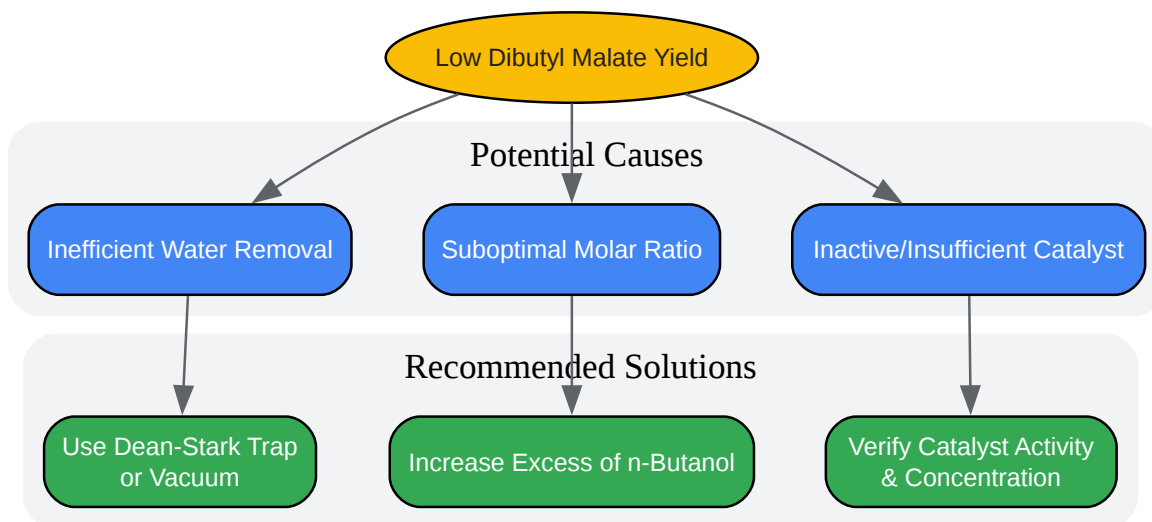 Low Dibutyl Malate Yield
Potential Causes
Inefficient Water Removal
Suboptimal Molar Ratio
Inactive/Insufficient Catalyst
Recommended Solutions
Use Dean-Stark Trap
or Vacuum
Increase Excess of n-Butanol
Verify Catalyst Activity
& Concentration